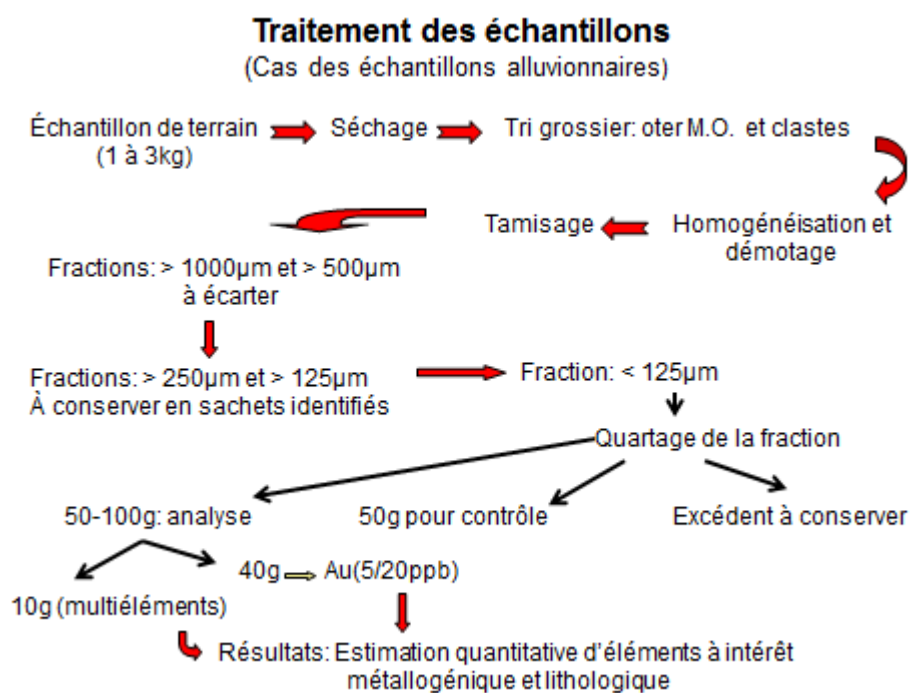 Traitement des échantillons
(Cas des échantillons alluvionnaires)
Échantillon de terrain
(1 à 3kg)
Séchage
Tri grossier: oter M.O. et clastes
Homogénéisation et
démotage
Tamisage
Fractions: > 1000µm et > 500µm
à écarter
Fractions: > 250µm et > 125µm
À conserver en sachets identifiés
Fraction: < 125µm
Quartage de la fraction
50-100g: analyse
50g pour contrôle
Excédent à conserver
40g
Au(5/20ppb)
10g (multiéléments)
Résultats: Estimation quantitative d'éléments à intérêt
métallogénique et lithologique